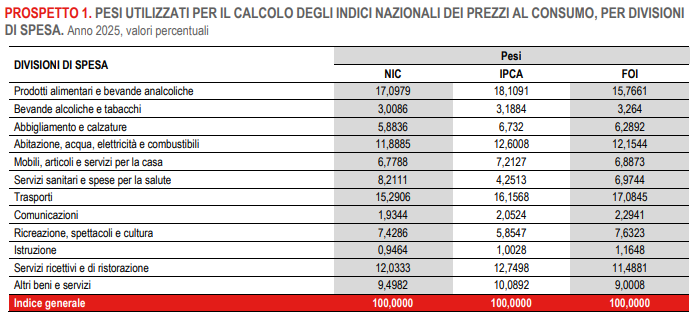 PROSPETTO 1. PESI UTILIZZATI PER IL CALCOLO DEGLI INDICI NAZIONALI DEI PREZZI AL CONSUMO, PER DIVISIONI
DI SPESA. Anno 2025, valori percentuali
DIVISIONI DI SPESA Pesi
NIC IPCA FOI
Prodotti alimentari e bevande analcoliche 17,0979 18,1091 15,7661
Bevande alcoliche e tabacchi 3,0086 3,1884 3,264
Abbigliamento e calzature 5,8836 6,732 6,2892
Abitazione, acqua, elettricità e combustibili 11,8885 12,6008 12,1544
Mobili, articoli e servizi per la casa 6,7788 7,2127 6,8873
Servizi sanitari e spese per la salute 8,2111 4,2513 6,9744
Trasporti 15,2906 16,1568 17,0845
Comunicazioni 1,9344 2,0524 2,2941
Ricreazione, spettacoli e cultura 7,4286 5,8547 7,6323
Istruzione 0,9464 1,0028 1,1648
Servizi ricettivi e di ristorazione 12,0333 12,7498 11,4881
Altri beni e servizi 9,4982 10,0892 9,0008
Indice generale 100,0000 100,0000 100,0000